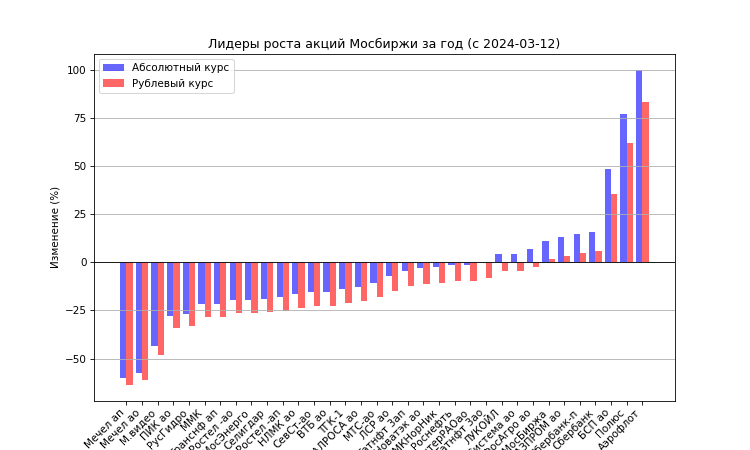 Лидеры роста акций Мосбиржи за год (с 2024-03-12)
Абсолютный курс
Рублевый курс
Изменение (%)
100
75
50
25
0
−25
−50
Мечел ап
Мечел ао
М.видео
ПИК ао
РусГидро
ММК
Транснф ап
Ростел -ао
МосЭнерго
Селигдар
Ростел -ап
НЛМК ао
СевСт-ао
ВТБ ао
ТГК-1
АЛРОСА ао
МТС-ао
ЛСР ао
Татнфт 3ап
Новатэк ао
ГМКНорНик
Роснефть
ИнтерРАОао
Татнфт 3ао
ЛУКОЙЛ
Система ао
РосАгро ао
МосБиржа
ГАЗПРОМ ао
Сбербанк-п
Сбербанк
БСП ао
Полюс
Аэрофлот